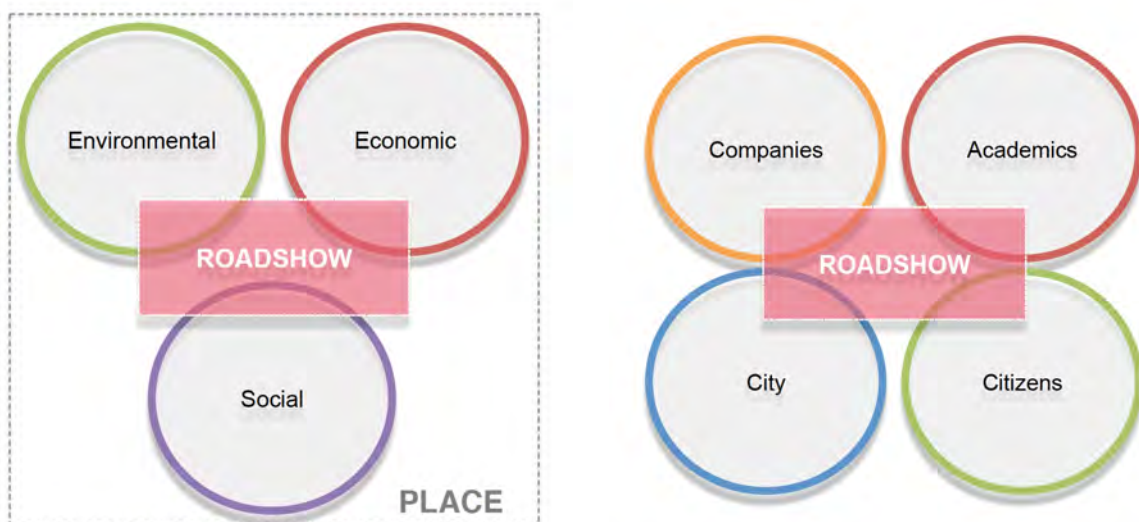 Environmental
Economic
ROADSHOW
Social
PLACE
Companies
Academics
ROADSHOW
City
Citizens